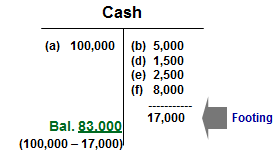 Cash
(a) 100,000 (b) 5,000
(d) 1,500
(e) 2,500
(f) 8,000
-----------
17,000 Footing
Bal. 83.000
(100,000 – 17,000)